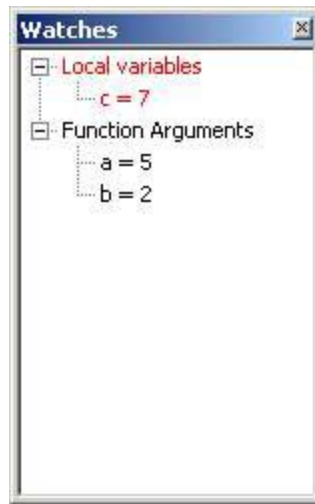 Watches
Local variables
c = 7
Function Arguments
a = 5
b = 2